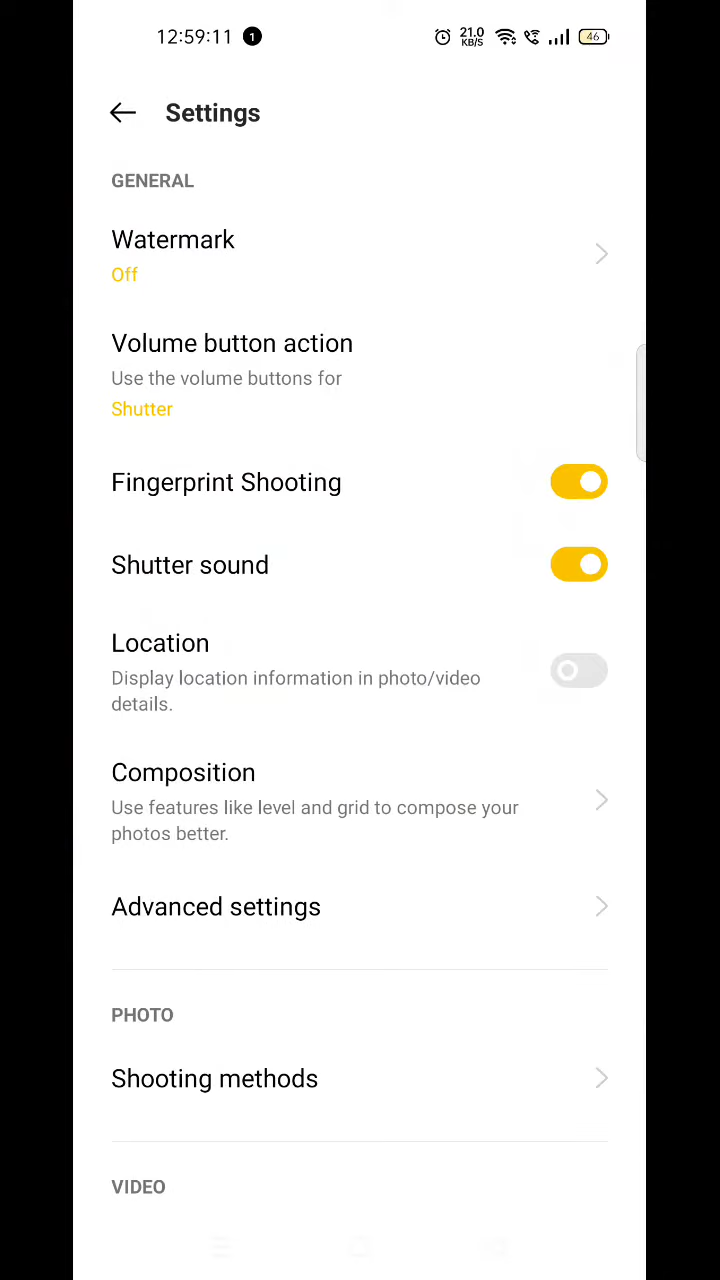 12:59:11 1 21.0 KB/S 46
Settings
GENERAL
Watermark
Off
Volume button action
Use the volume buttons for
Shutter
Fingerprint Shooting
Shutter sound
Location
Display location information in photo/video
details.
Composition
Use features like level and grid to compose your
photos better.
Advanced settings
PHOTO
Shooting methods
VIDEO